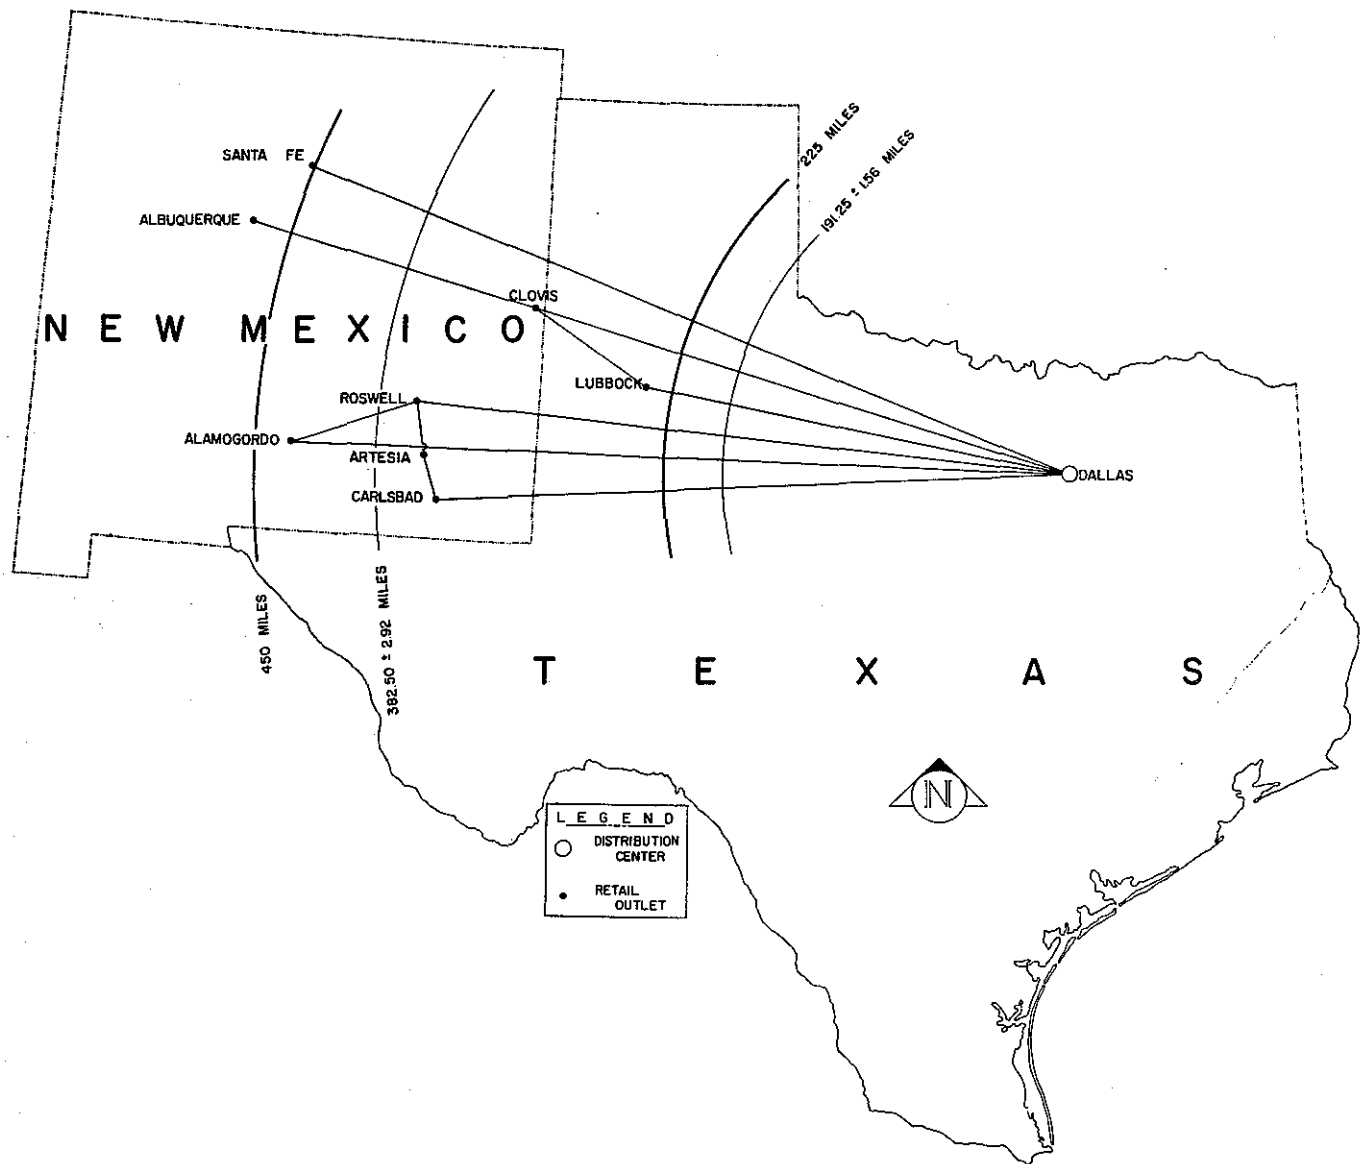 225 MILES
191.25 ± 1.56 MILES
SANTA FE
ALBUQUERQUE
CLOVIS
NEW MEXICO
LUBBOCK
ROSWELL
ALAMOGORDO
ARTESIA
CARLSBAD
DALLAS
450 MILES
382.50 ± 2.92 MILES
TEXAS
N
LEGEND
DISTRIBUTION
CENTER
RETAIL
OUTLET